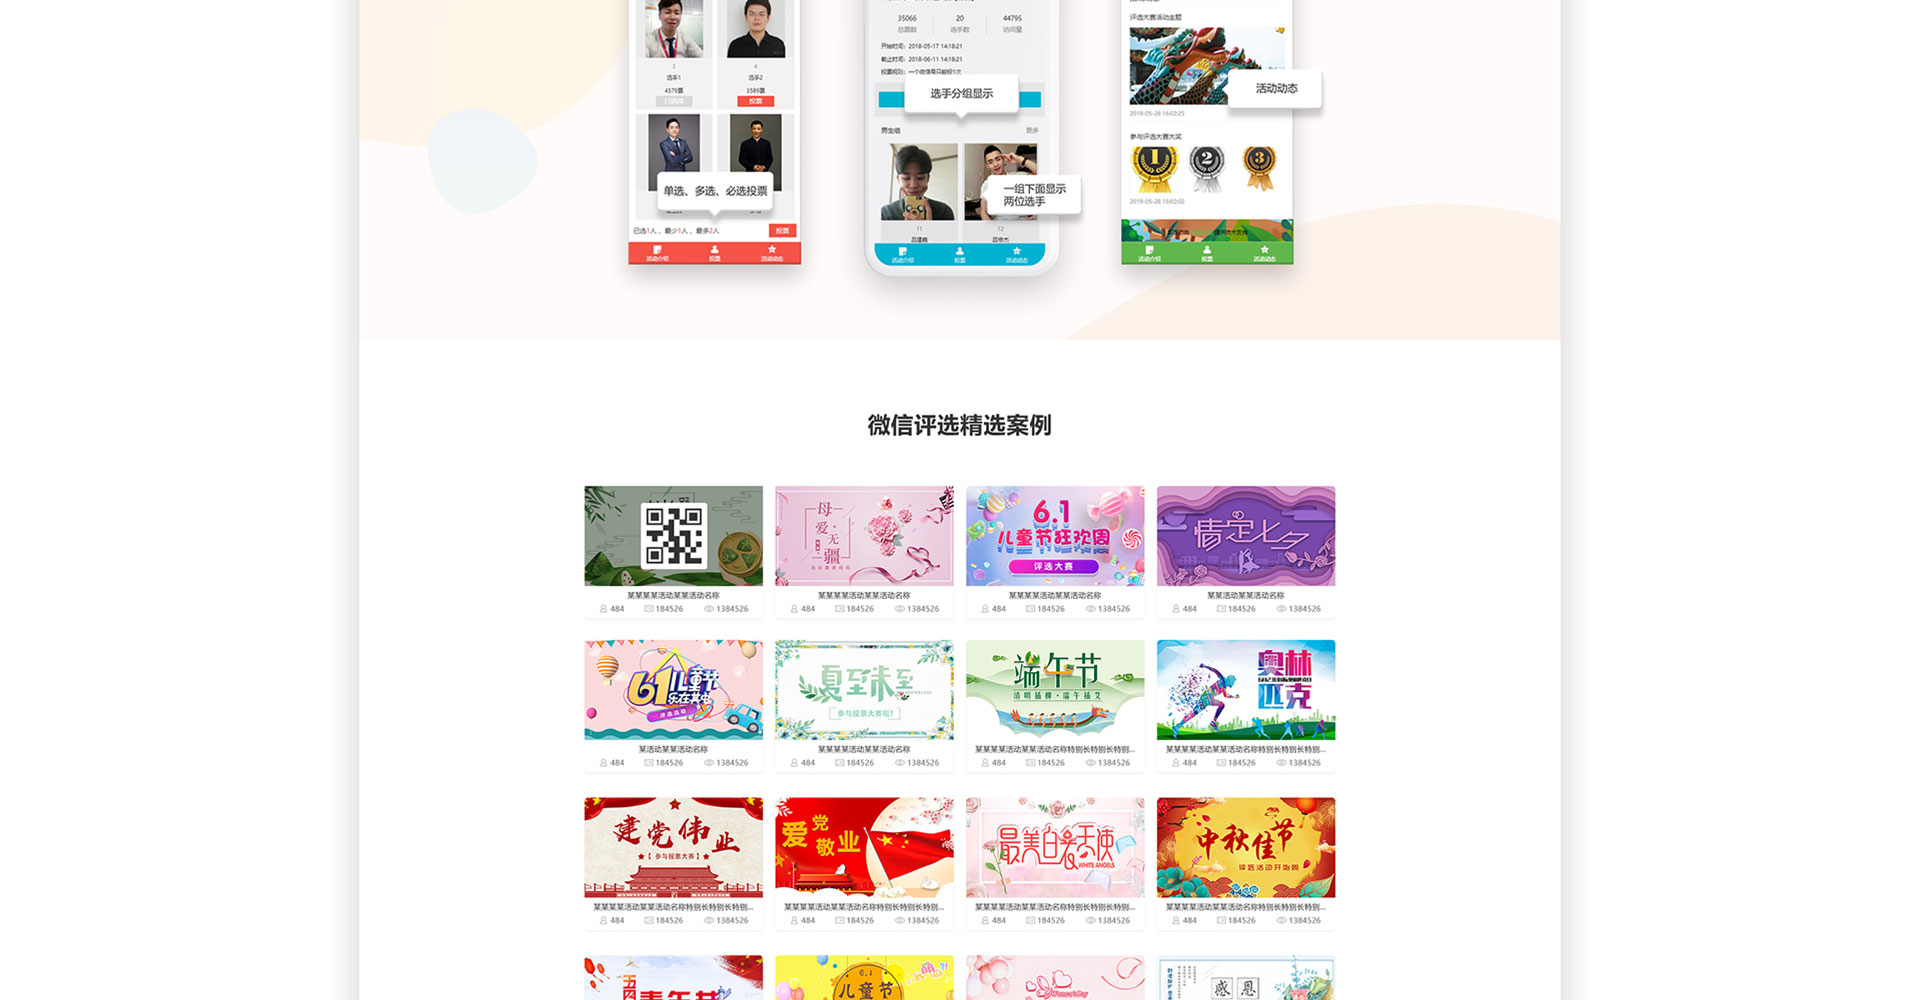 35066
20
44795
总票数
选手数
访问量
开始时间：2018-05-17 14:18:21
截止时间：2018-06-11 14:18:21
投票规则：一个微信号只能投1次
选手分组显示
男生组
更多
一组下面显示
两位选手
11
12
活动介绍
投票
活动动态
3
4
选手1
选手2
4579票
3589票
已选择
投票
单选、多选、必选投票
已选1人，最少1人，最多2人
投票
活动介绍
投票
活动动态
评选大赛活动主题
活动动态
2019-05-28 16:02:25
参与评选大赛大奖
1
2
3
2019-05-28 16:02:02
活动介绍
投票
活动动态
微信评选精选案例
母爱无疆
6.1
儿童节狂欢周
评选大赛
情定七夕
某某某某活动某某活动名称
某某某某活动某某活动名称
某某某某活动某某活动名称
某某某活动某某活动名称
484
184526
1384526
484
184526
1384526
484
184526
1384526
484
184526
1384526
61儿童节
乐在其中
评选活动
夏至未至
参与投票大赛啦！
端午节
清明插柳·端午插艾
奥林
匹克
某活动某某活动名称
某某某某活动某某活动名称
某某某某活动某某活动名称特别长特别长特别...
某某某某活动某某活动名称特别长特别长特别...
484
184526
1384526
484
184526
1384526
484
184526
1384526
484
184526
1384526
建党伟业
【参与投票大赛】
爱党
敬业
最美白衣天使
WHITE ANGELS
中秋佳节
评选活动开始啦
某某某某活动某某活动名称特别长特别长特别...
某某某某活动某某活动名称特别长特别长特别...
某某某某活动某某活动名称特别长特别长特别...
某某某某活动某某活动名称特别长特别长特别...
484
184526
1384526
484
184526
1384526
484
184526
1384526
484
184526
1384526
五四
青年节
6.1
儿童节
Women's Day
感恩